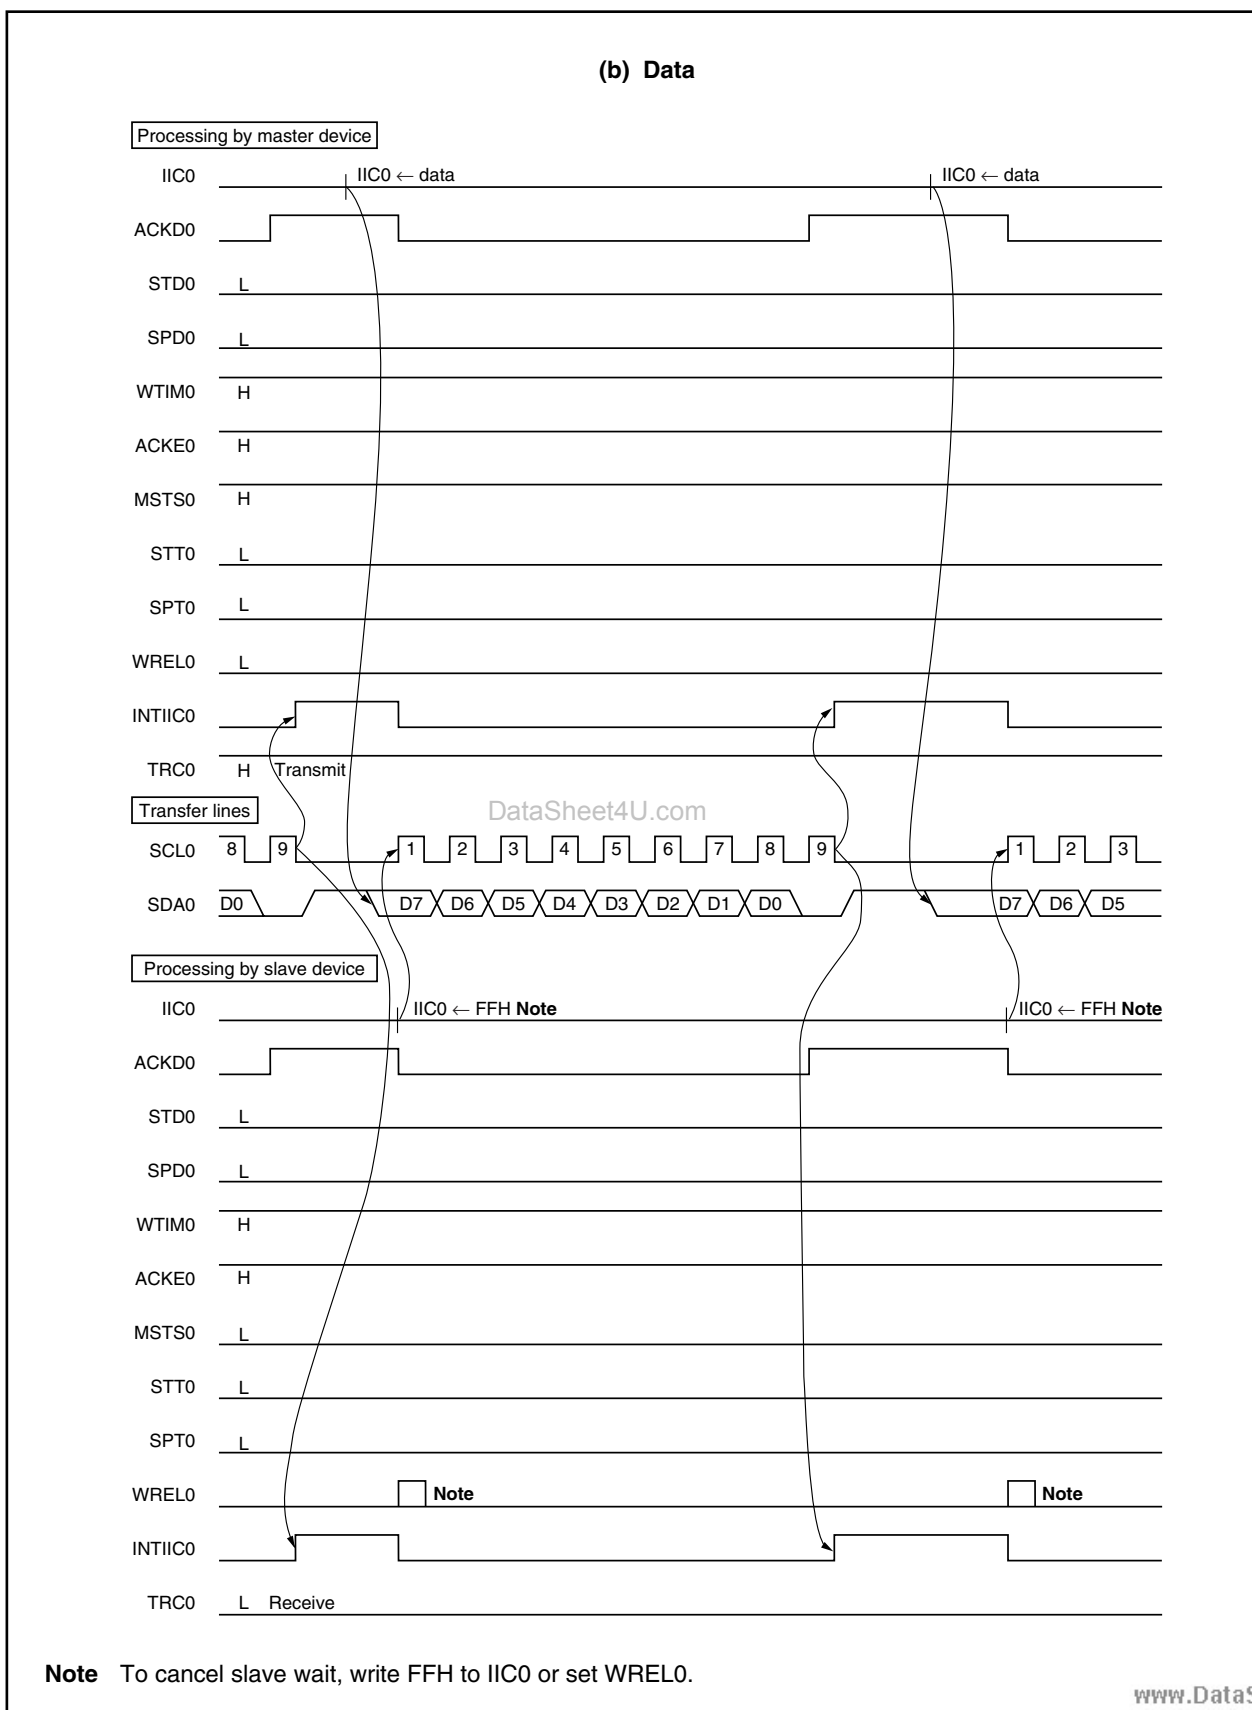 (b) Data
Processing by master device
IIC0 IIC0 ← data IIC0 ← data
ACKD0
STD0 L
SPD0 L
WTIM0 H
ACKE0 H
MSTS0 H
STT0 L
SPT0 L
WREL0 L
INTIIC0
TRC0 H Transmit
Transfer lines
DataSheet4U.com
SCL0 8 9 1 2 3 4 5 6 7 8 9 1 2 3
SDA0 D0 D7 D6 D5 D4 D3 D2 D1 D0 D7 D6 D5
Processing by slave device
IIC0 IIC0 ← FFH Note IIC0 ← FFH Note
ACKD0
STD0 L
SPD0 L
WTIM0 H
ACKE0 H
MSTS0 L
STT0 L
SPT0 L
WREL0 Note Note
INTIIC0
TRC0 L Receive
Note To cancel slave wait, write FFH to IIC0 or set WREL0.
www.DataS